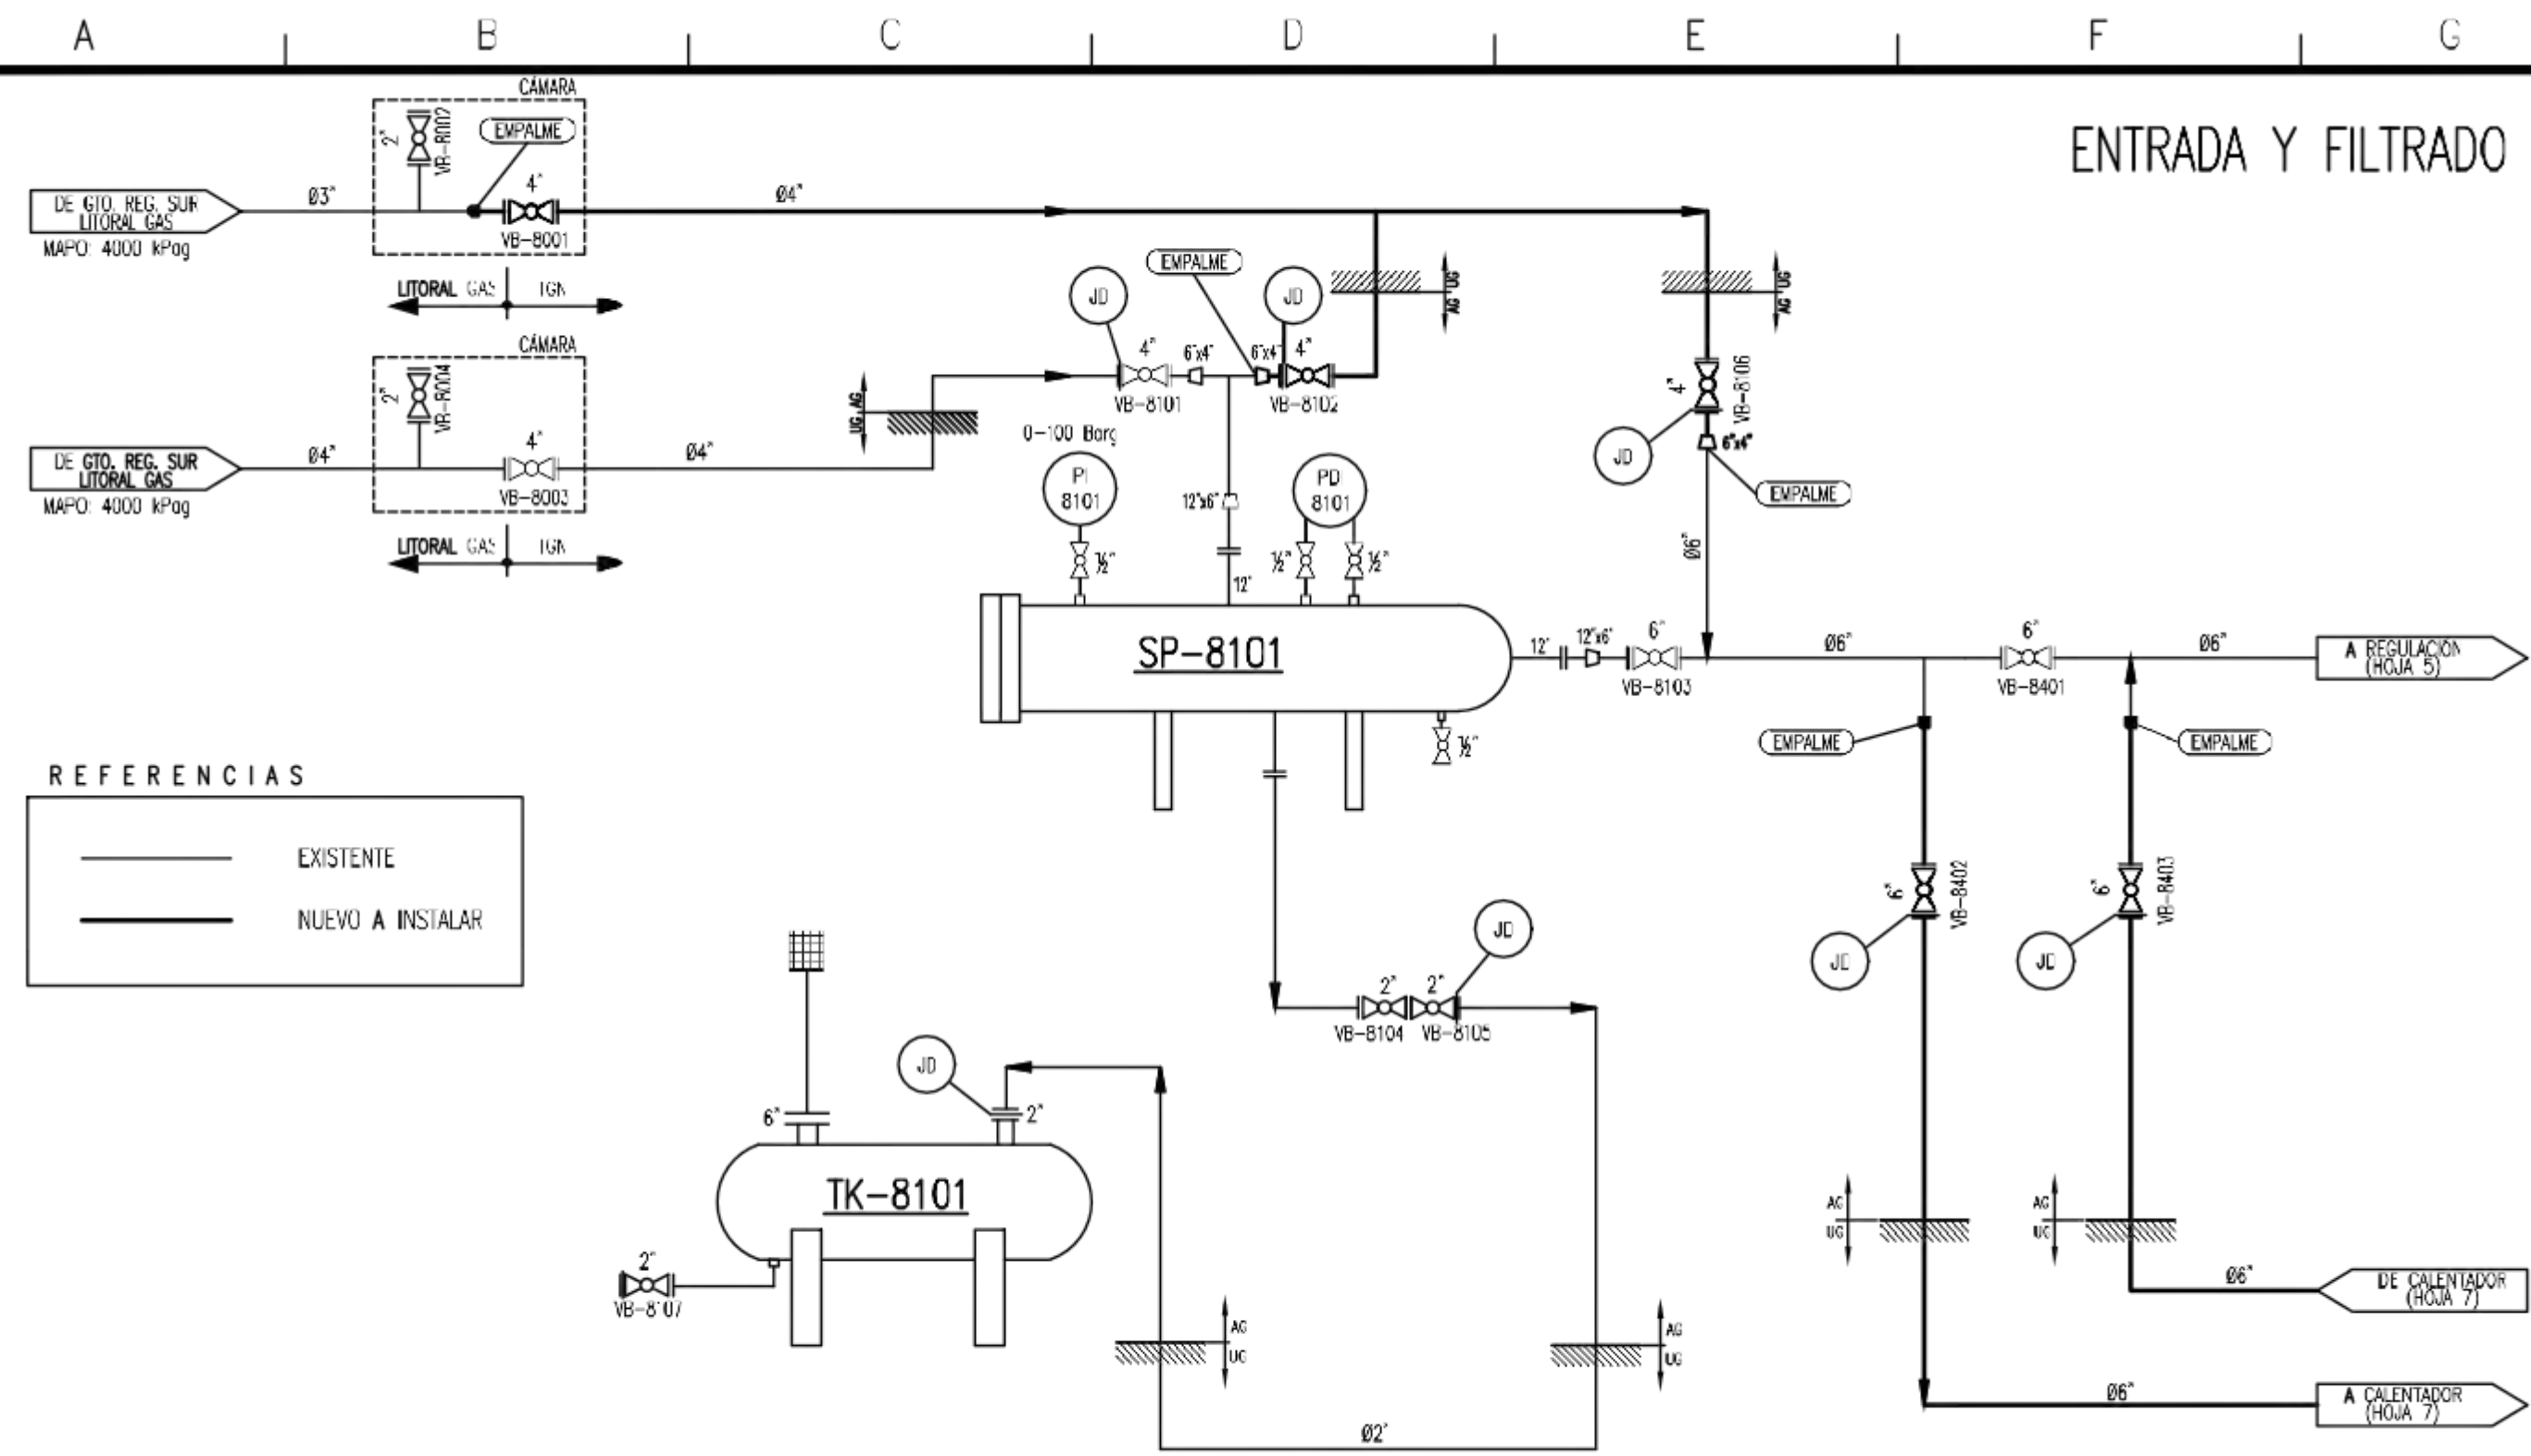 A B C D E F G
ENTRADA Y FILTRADO
CÁMARA
2"
VB-8002
EMPALME
DE GTO. REG. SUR
LITORAL GAS
MAPO: 4000 kPag
Ø3"
4"
VB-8001
Ø4"
LITORAL GAS
TGN
CÁMARA
2"
VB-8004
DE GTO. REG. SUR
LITORAL GAS
MAPO: 4000 kPag
Ø4"
4"
VB-8003
Ø4"
LITORAL GAS
TGN
UG AG
JD
EMPALME
JD
4"
6"x4"
6"x4"
4"
VB-8101
VB-8102
AG UG
AG UG
4"
VB-8106
JD
6"x4"
EMPALME
Ø6"
0-100 Barg
PI
8101
½"
12"x6"
12"
PD
8101
½"
½"
SP-8101
½"
12"
12"x6"
6"
VB-8103
Ø6"
6"
VB-8401
Ø6"
A REGULACIÓN
(HOJA 5)
EMPALME
EMPALME
REFERENCIAS
EXISTENTE
NUEVO A INSTALAR
6"
VB-8402
JD
6"
VB-8403
JD
JD
2"
2"
VB-8104
VB-8105
JD
6"
2"
TK-8101
2"
VB-8107
AG
UG
AG
UG
AG
UG
AG
UG
Ø2"
Ø6"
DE CALENTADOR
(HOJA 7)
Ø6"
A CALENTADOR
(HOJA 7)